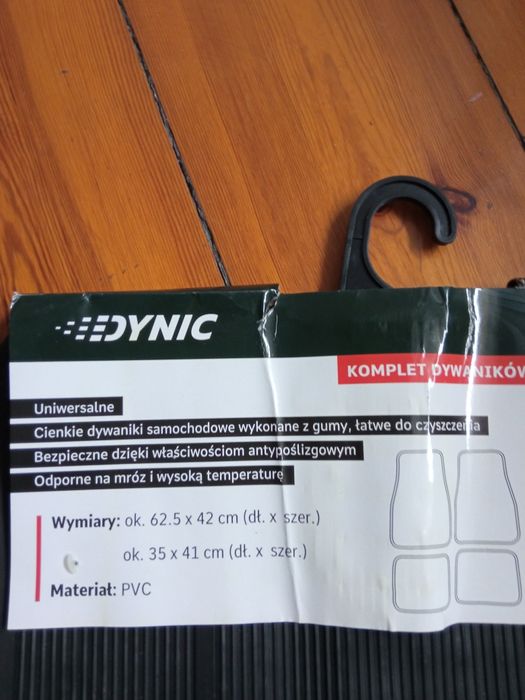 DYNIC
KOMPLET DYWANIKÓW
Uniwersalne
Cienkie dywaniki samochodowe wykonane z gumy, łatwe do czyszczenia
Bezpieczne dzięki właściwościom antypoślizgowym
Odporne na mróz i wysoką temperaturę
Wymiary: ok. 62.5 x 42 cm (dł. x szer.)
ok. 35 x 41 cm (dł. x szer.)
Materiał: PVC